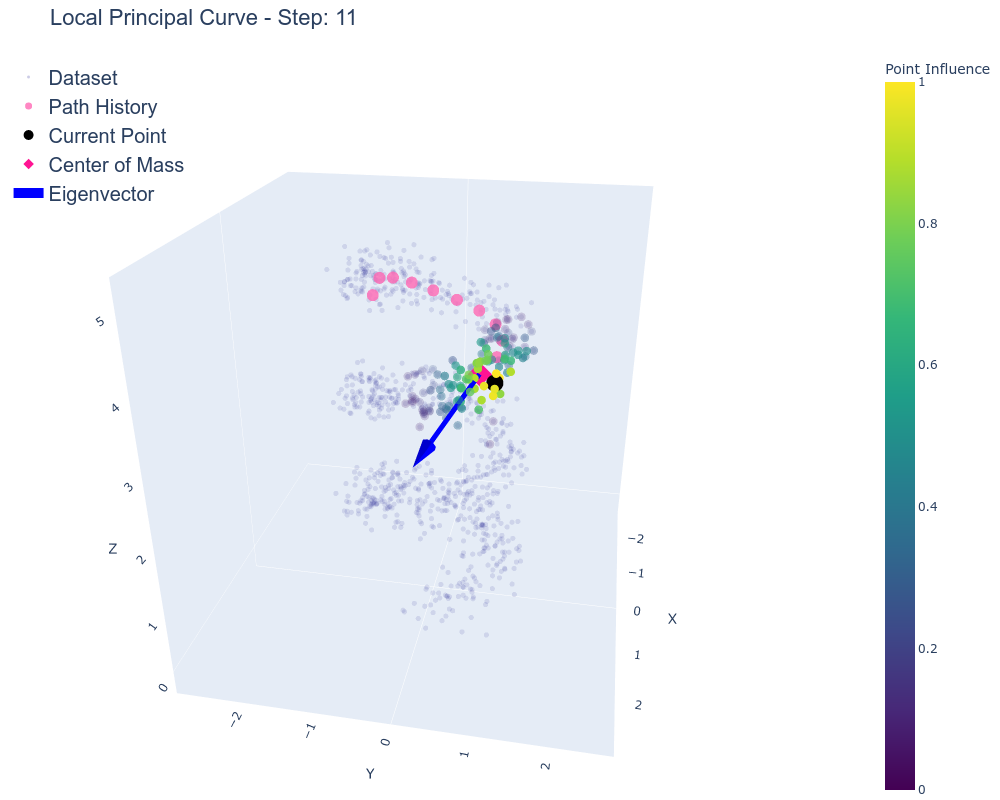 Local Principal Curve - Step: 11
Dataset
Path History
Current Point
Center of Mass
Eigenvector
Point Influence
1
0.8
0.6
0.4
0.2
0
5
4
3
2
1
0
Z
−2
−1
0
1
2
Y
−2
−1
0
1
2
X